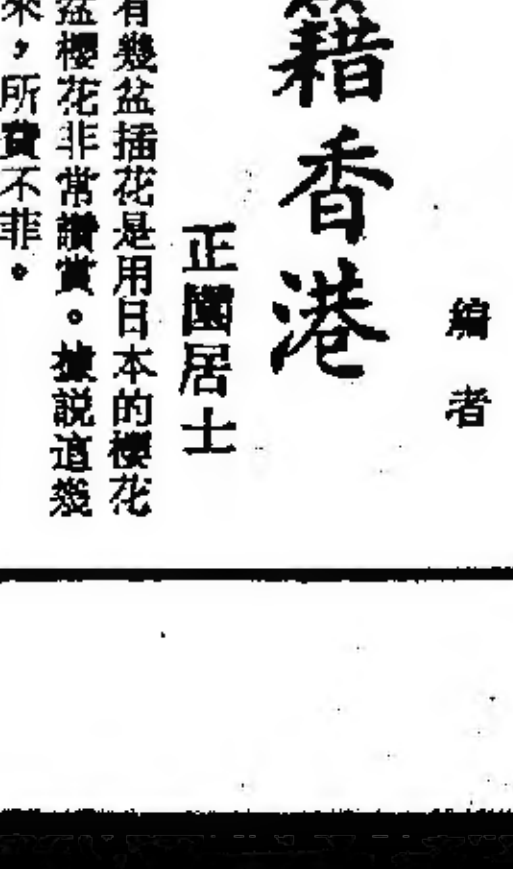 編者
籍香港
正圓居士
有幾盆插花是用日本的櫻花
盆櫻花非常讚賞。據説這幾
來，所費不菲。